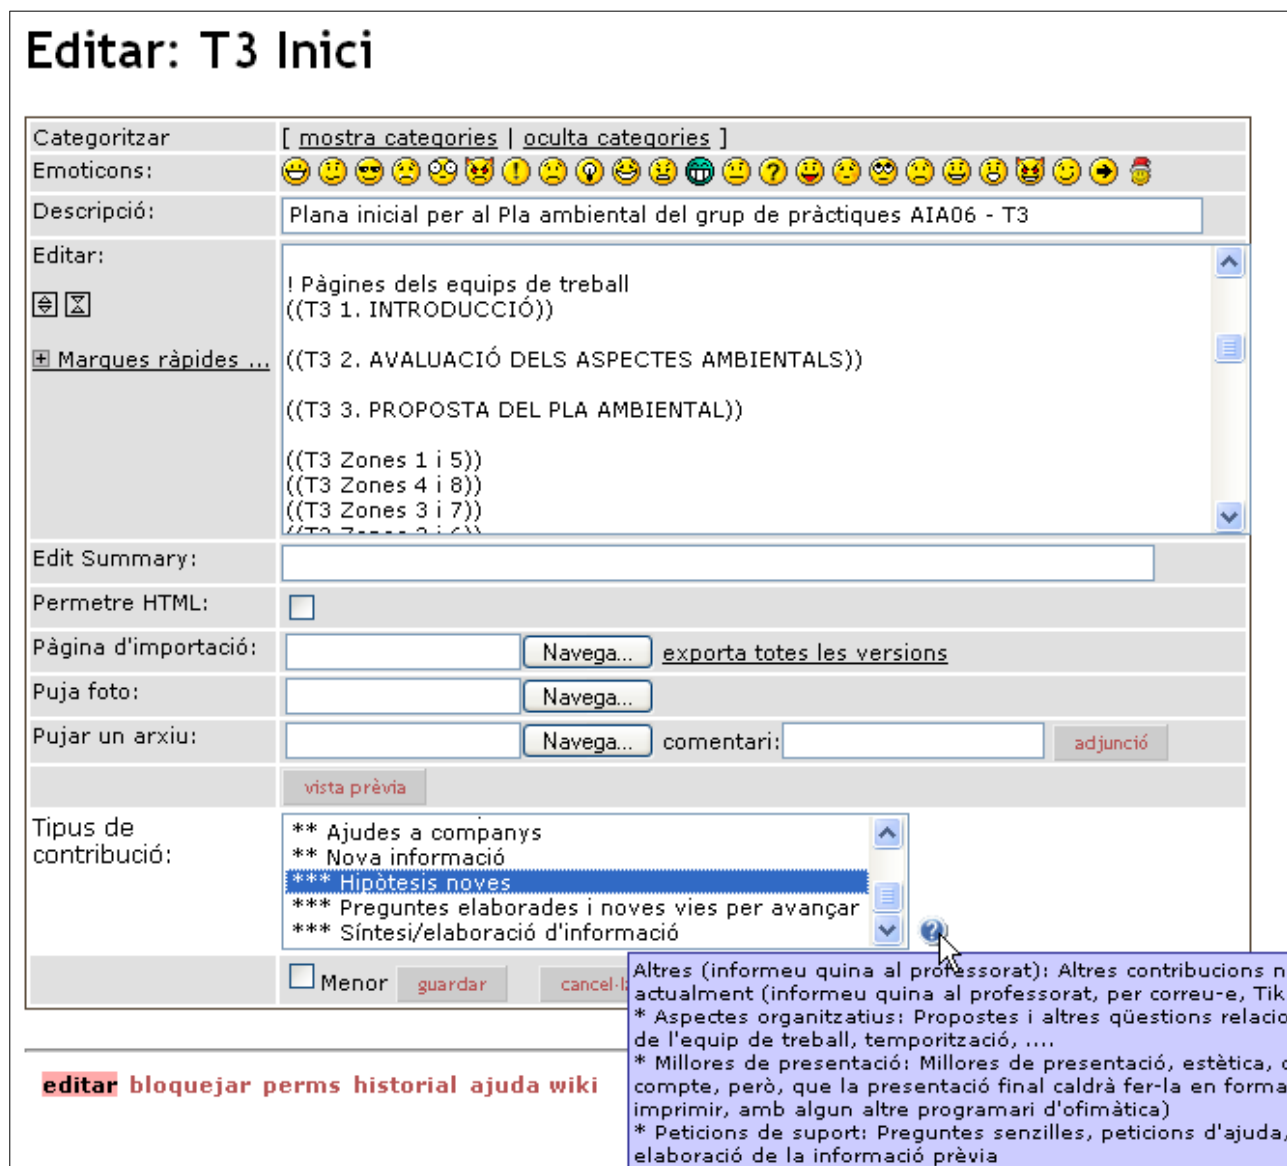 Editar: T3 Inici
Categoritzar [ mostra categories | oculta categories ]
Emoticons:
Descripció: Plana inicial per al Pla ambiental del grup de pràctiques AIA06 - T3
Editar:
! Pàgines dels equips de treball
((T3 1. INTRODUCCIÓ))
+ Marques ràpides ... ((T3 2. AVALUACIÓ DELS ASPECTES AMBIENTALS))
((T3 3. PROPOSTA DEL PLA AMBIENTAL))
((T3 Zones 1 i 5))
((T3 Zones 4 i 8))
((T3 Zones 3 i 7))
Edit Summary:
Permetre HTML:
Pàgina d'importació: Navega... exporta totes les versions
Puja foto: Navega...
Pujar un arxiu: Navega... comentari: adjunció
vista prèvia
Tipus de
contribució:
** Ajudes a companys
** Nova informació
*** Hipòtesis noves
*** Preguntes elaborades i noves vies per avançar
*** Síntesi/elaboració d'informació
Menor guardar
Altres (informeu quina al professorat): Altres contribucions
actualment (informeu quina al professorat, per correu-e,
* Aspectes organitzatius: Propostes i altres qüestions
de l'equip de treball, temporització, ....
* Millores de presentació: Millores de presentació, estètica,
compte, però, que la presentació final caldrà fer-la en
imprimir, amb algun altre programari d'ofimàtica)
* Peticions de suport: Preguntes senzilles, peticions d'ajuda,
elaboració de la informació prèvia
editar bloquejar perms historial ajuda wiki